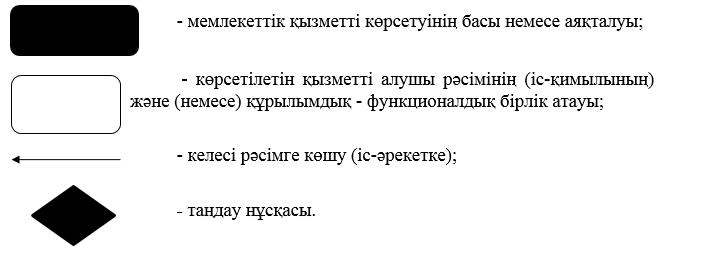 - мемлекеттік қызметті көрсетуінің басы немесе аяқталуы;
- көрсетілетін қызметті алушы рәсімінің (іс-қимылының)
және (немесе) құрылымдық - функционалдық бірлік атауы;
- келесі рәсімге көшу (іс-әрекетке);
- таңдау нұсқасы.